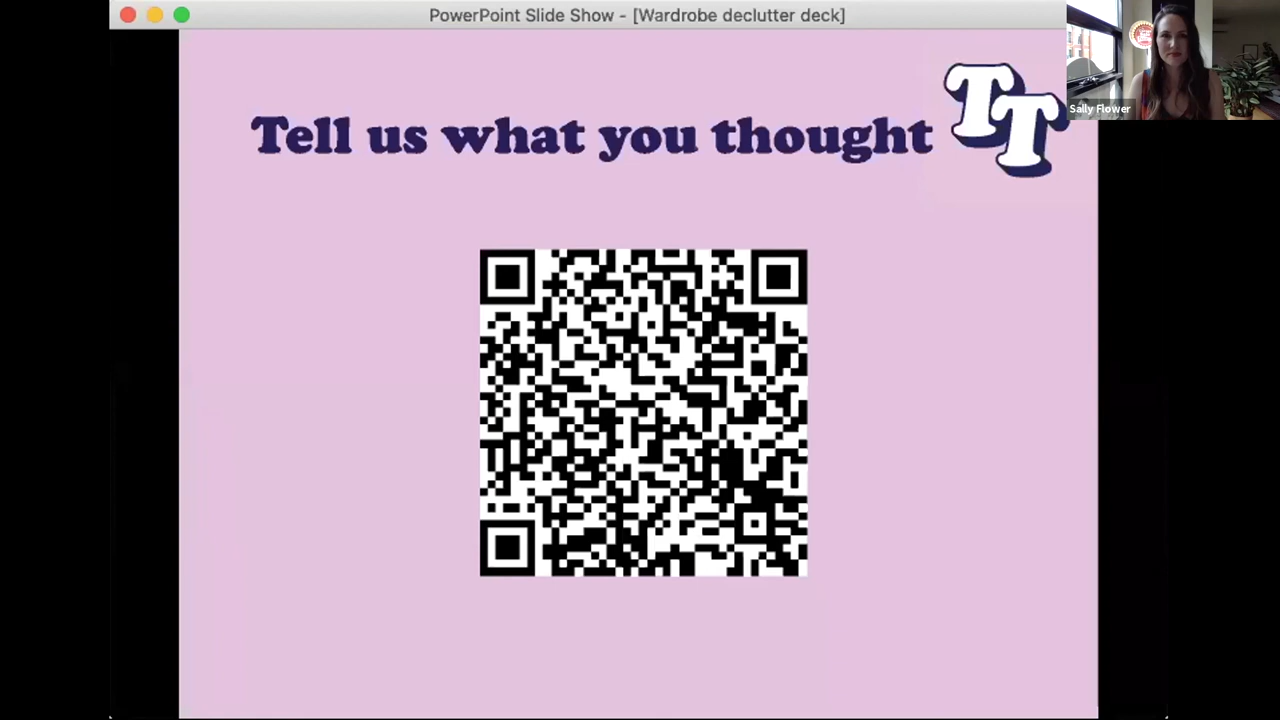 PowerPoint Slide Show - [Wardrobe declutter deck]
Sally Flower
Tell us what you thought
TT